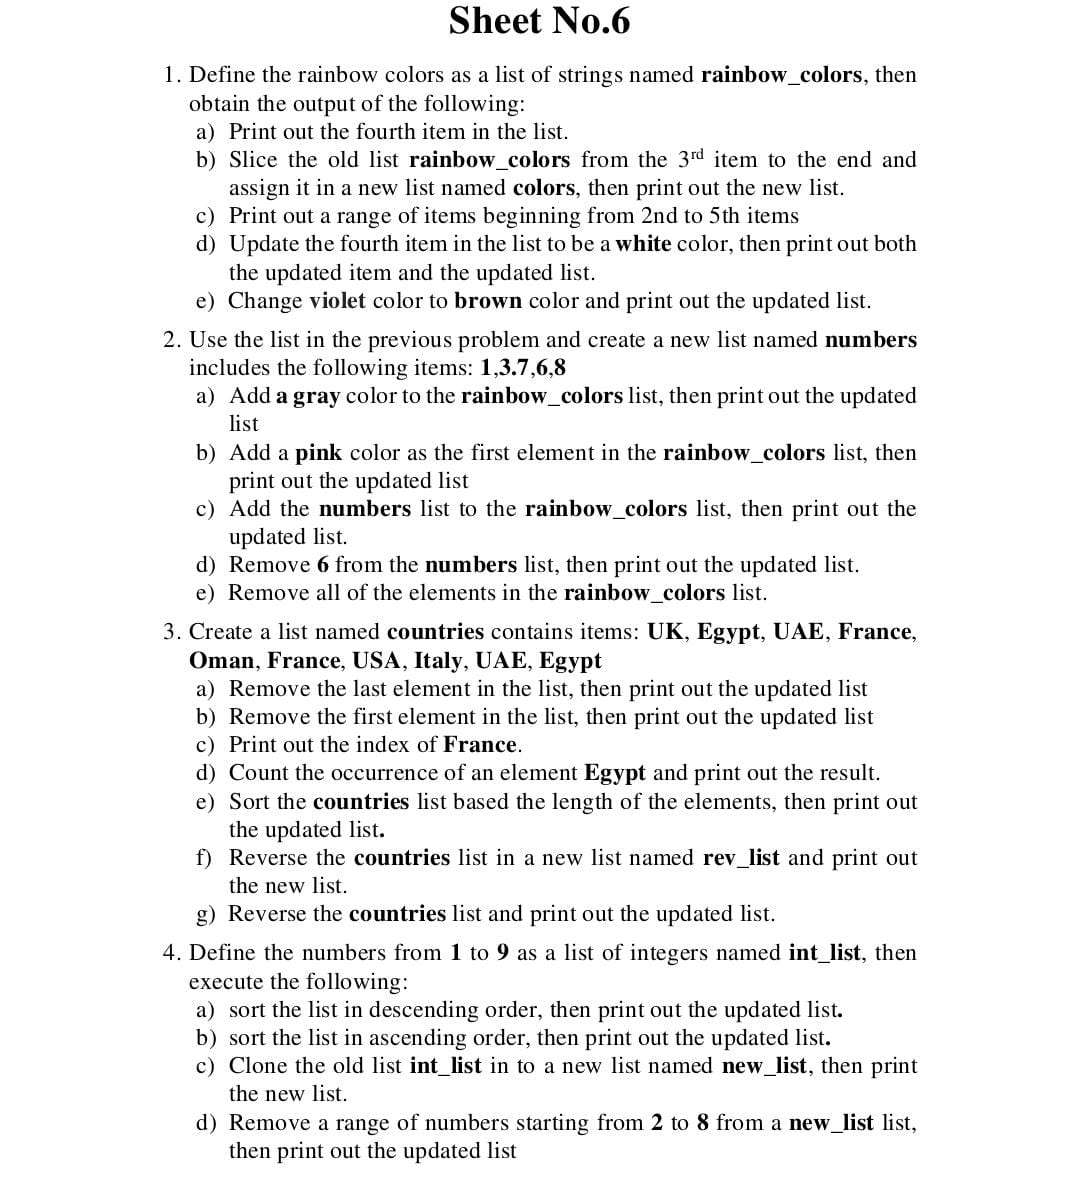 Sheet No.6
1. Define the rainbow colors as a list of strings named rainbow_colors, then
obtain the output of the following:
a) Print out the fourth item in the list.
b) Slice the old list rainbow_colors from the 3rd item to the end and
assign it in a new list named colors, then print out the new list.
c) Print out a range of items beginning from 2nd to 5th items
d) Update the fourth item in the list to be a white color, then print out both
the updated item and the updated list.
e) Change violet color to brown color and print out the updated list.
2. Use the list in the previous problem and create a new list named numbers
includes the following items: 1,3.7,6,8
a) Add a gray color to the rainbow_colors list, then print out the updated
list
b) Add a pink color as the first element in the rainbow_colors list, then
print out the updated list
c) Add the numbers list to the rainbow_colors list, then print out the
updated list.
d) Remove 6 from the numbers list, then print out the updated list.
e) Remove all of the elements in the rainbow_colors list.
3. Create a list named countries contains items: UK, Egypt, UAE, France,
Oman, France, USA, Italy, UAE, Egypt
a) Remove the last element in the list, then print out the updated list
b) Remove the first element in the list, then print out the updated list
c) Print out the index of France.
d) Count the occurrence of an element Egypt and print out the result.
e) Sort the countries list based the length of the elements, then print out
the updated list.
f) Reverse the countries list in a new list named rev_list and print out
the new list.
g) Reverse the countries list and print out the updated list.
4. Define the numbers from 1 to 9 as a list of integers named int_list, then
execute the following:
a) sort the list in descending order, then print out the updated list.
b) sort the list in ascending order, then print out the updated list.
c) Clone the old list int_list in to a new list named new_list, then print
the new list.
d) Remove a range of numbers starting from 2 to 8 from a new_list list,
then print out the updated list